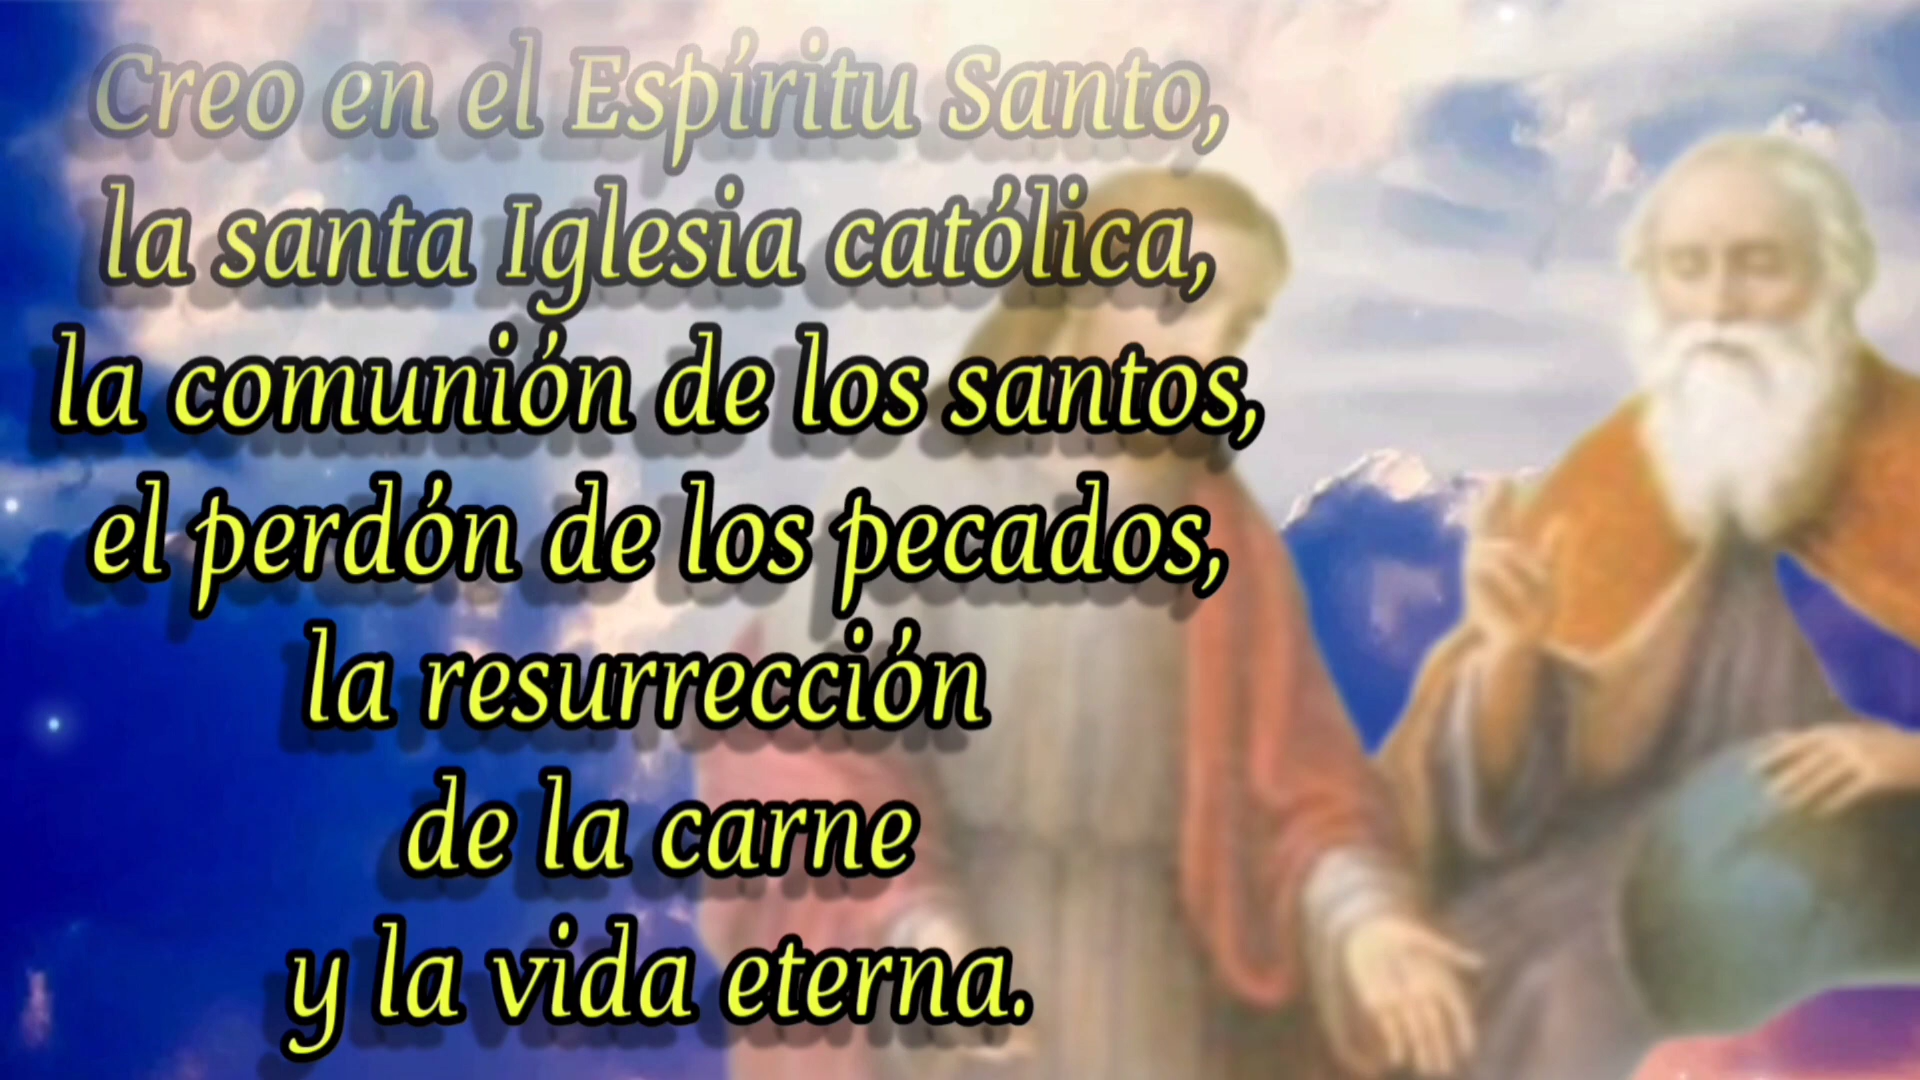 Creo en el Espíritu Santo,
la santa Iglesia católica,
la comunión de los santos,
el perdón de los pecados,
la resurrección
de la carne
y la vida eterna.